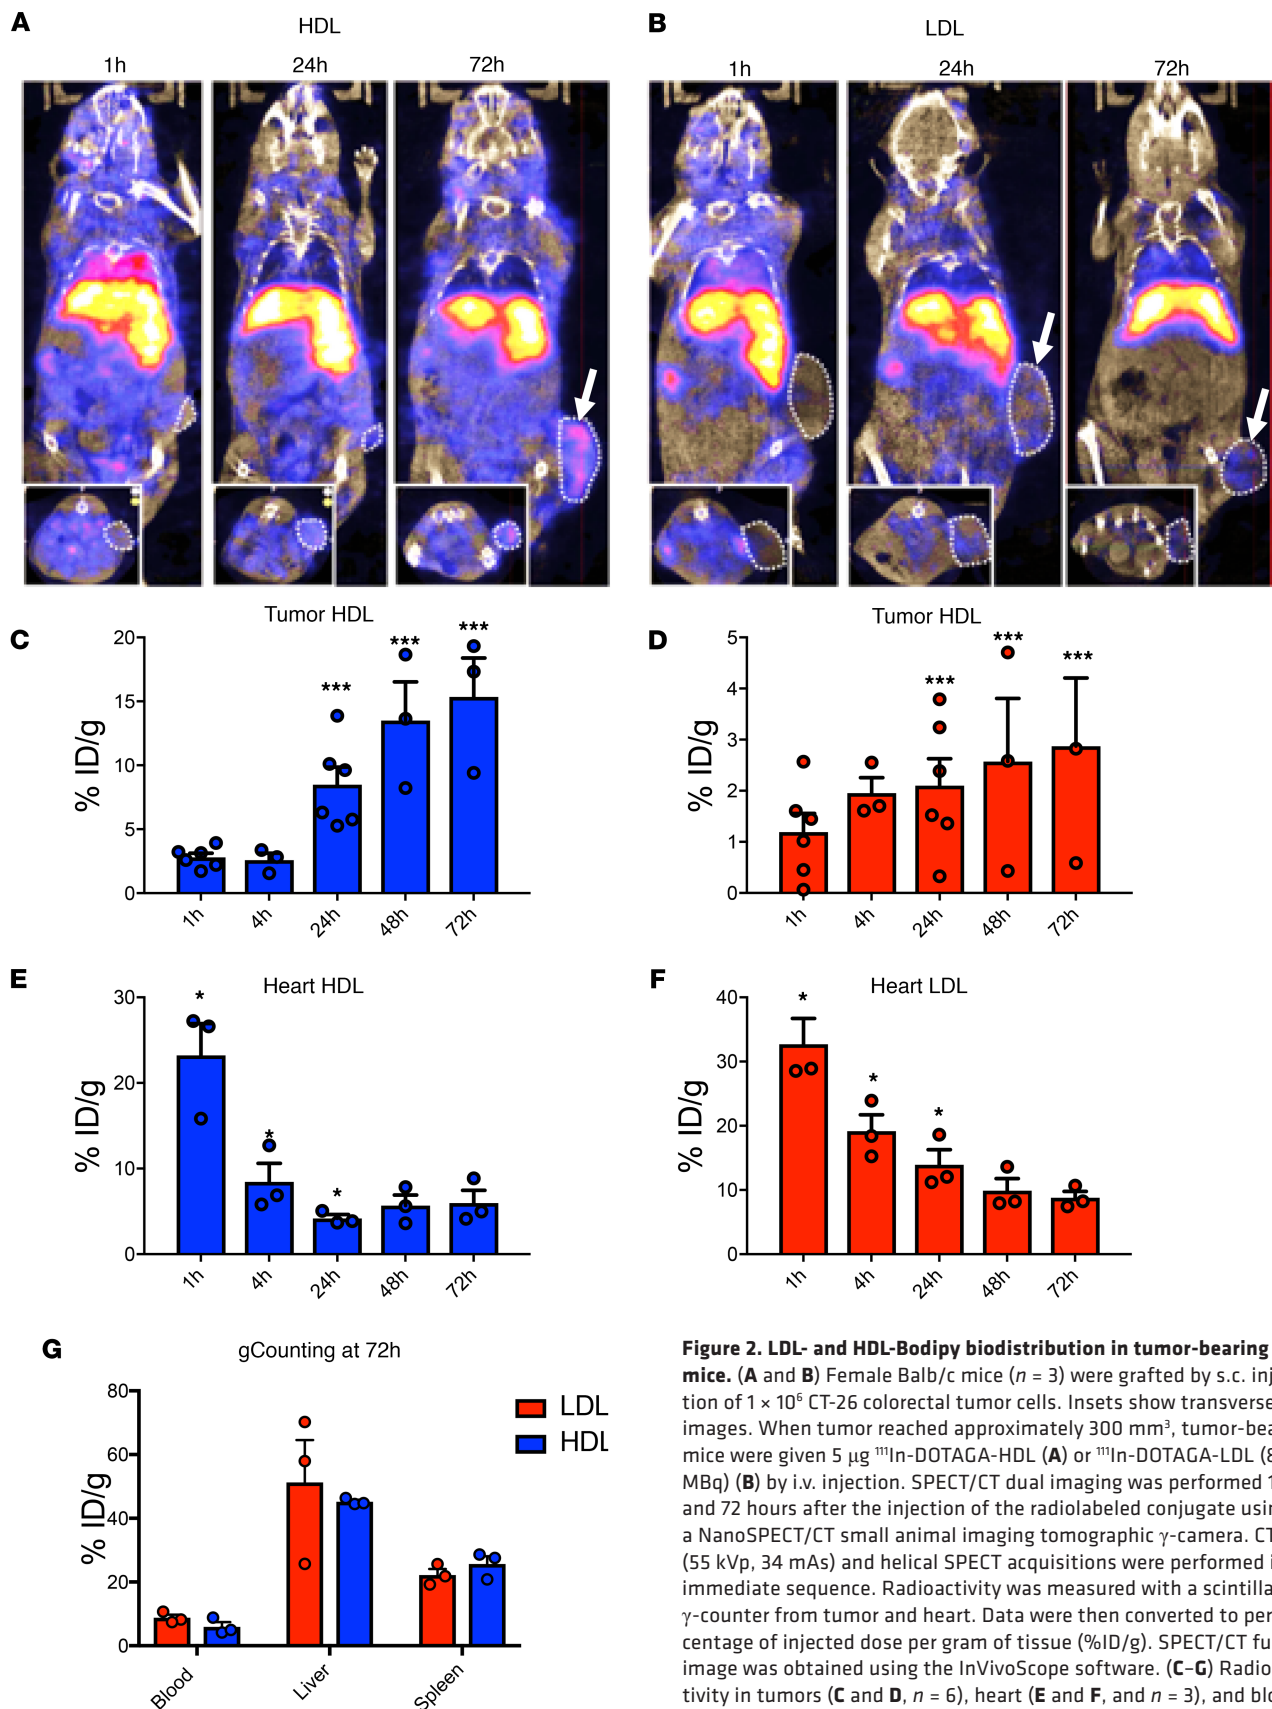 A
HDL
1h
24h
72h
B
LDL
1h
24h
72h
C
Tumor HDL
% ID/g
20
15
10
5
0
***
***
***
1h
4h
24h
48h
72h
D
Tumor HDL
% ID/g
5
4
3
2
1
0
***
***
***
1h
4h
24h
48h
72h
E
Heart HDL
% ID/g
30
20
10
0
*
*
*
1h
4h
24h
48h
72h
F
Heart LDL
% ID/g
40
30
20
10
0
*
*
*
1h
4h
24h
48h
72h
G
gCounting at 72h
% ID/g
80
60
40
20
0
LDL
HDL
Blood
Liver
Spleen
Figure 2. LDL- and HDL-Bodipy biodistribution in tumor-bearing
mice. (A and B) Female Balb/c mice (n = 3) were grafted by s.c. inj
tion of 1 × 10⁶ CT-26 colorectal tumor cells. Insets show transverse
images. When tumor reached approximately 300 mm³, tumor-bea
mice were given 5 μg ¹¹¹In-DOTAGA-HDL (A) or ¹¹¹In-DOTAGA-LDL (8
MBq) (B) by i.v. injection. SPECT/CT dual imaging was performed 1
and 72 hours after the injection of the radiolabeled conjugate usin
a NanoSPECT/CT small animal imaging tomographic γ-camera. CT
(55 kVp, 34 mAs) and helical SPECT acquisitions were performed i
immediate sequence. Radioactivity was measured with a scintilla
γ-counter from tumor and heart. Data were then converted to per
centage of injected dose per gram of tissue (%ID/g). SPECT/CT fu
image was obtained using the InVivoScope software. (C–G) Radio
tivity in tumors (C and D, n = 6), heart (E and F, and n = 3), and blo